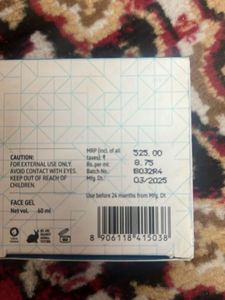 CAUTION:
FOR EXTERNAL USE ONLY.
AVOID CONTACT WITH EYES.
KEEP OUT OF REACH OF
CHILDREN.
FACE GEL
Net vol. 60 ml
MRP (incl. of all
taxes): ₹ 525.00
Rs. per ml: 8.75
Batch No.: B032R4
Mfg. Dt. 03/2025
Use before 24 months from Mfg. Dt.
8 906118 415038